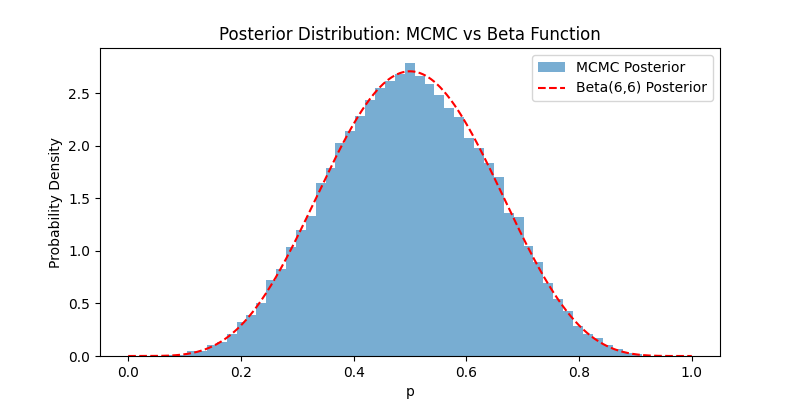 Posterior Distribution: MCMC vs Beta Function
MCMC Posterior
Beta(6,6) Posterior
Probability Density
2.5
2.0
1.5
1.0
0.5
0.0
0.0 0.2 0.4 0.6 0.8 1.0
p